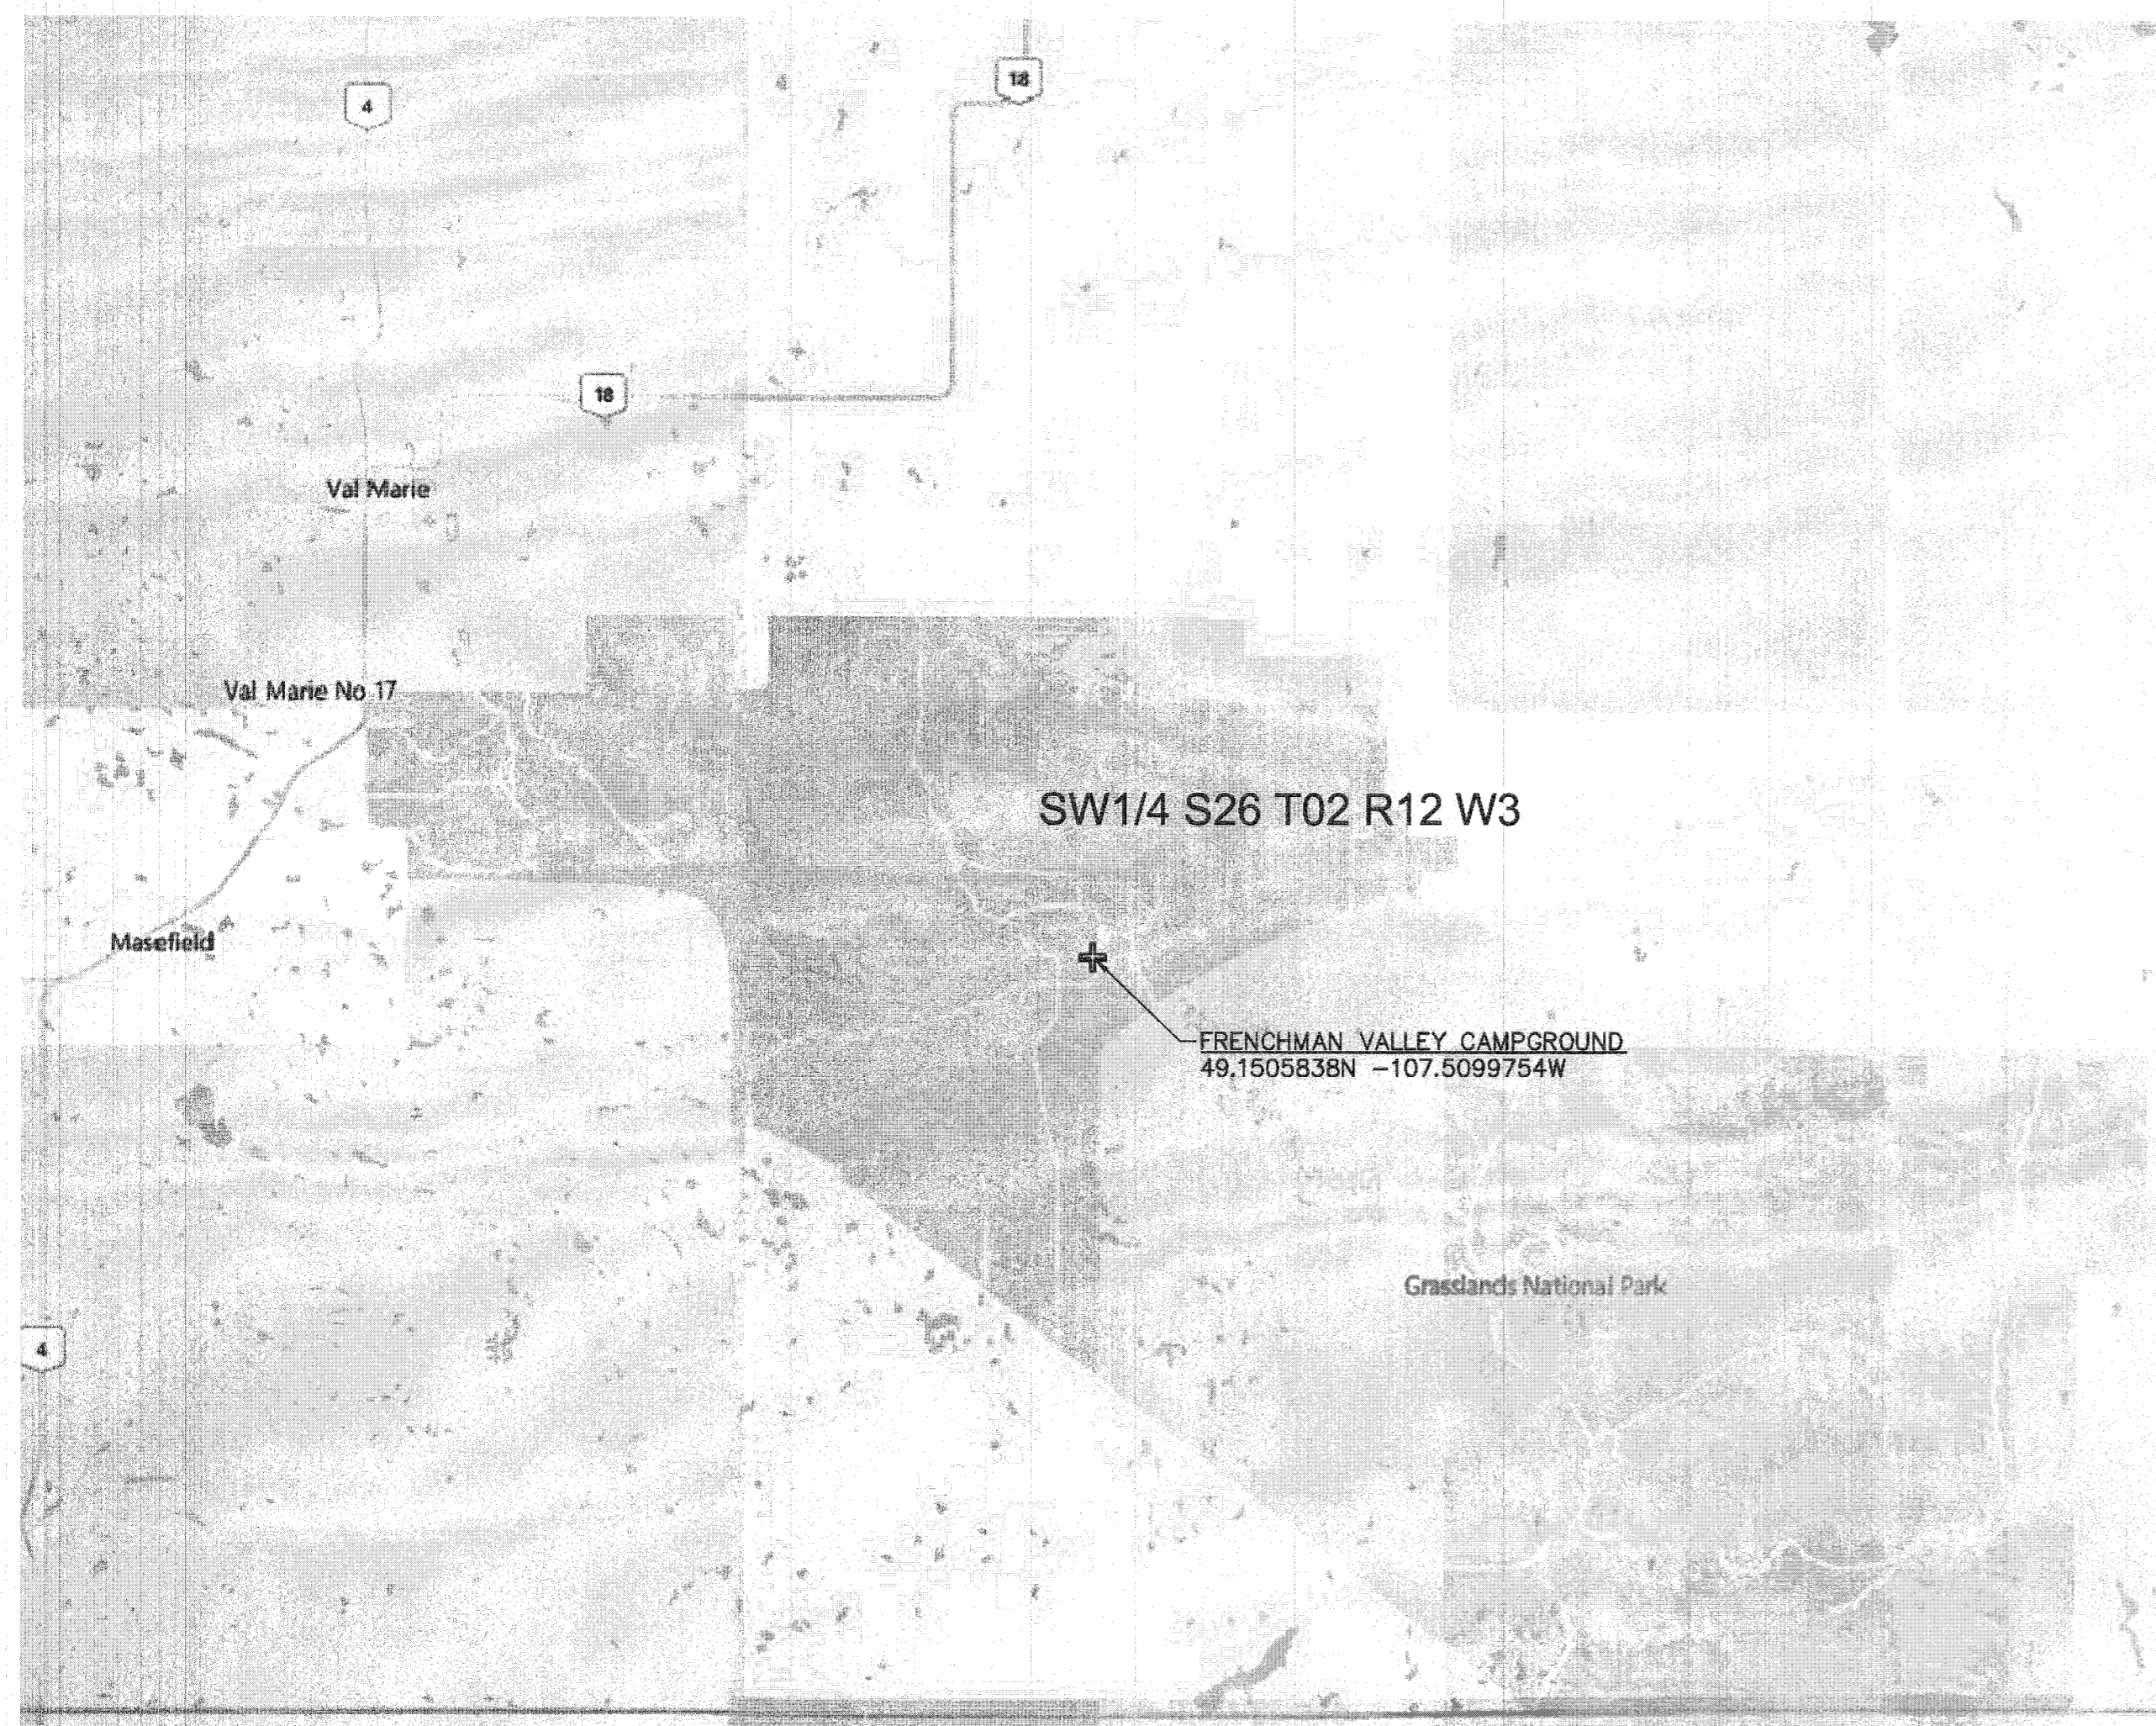 18
4
18
Val Marie
Val Marie No 17
SW1/4 S26 T02 R12 W3
Masefield
FRENCHMAN VALLEY CAMPGROUND
49.1505838N -107.5099754W
Grasslands National Park
4